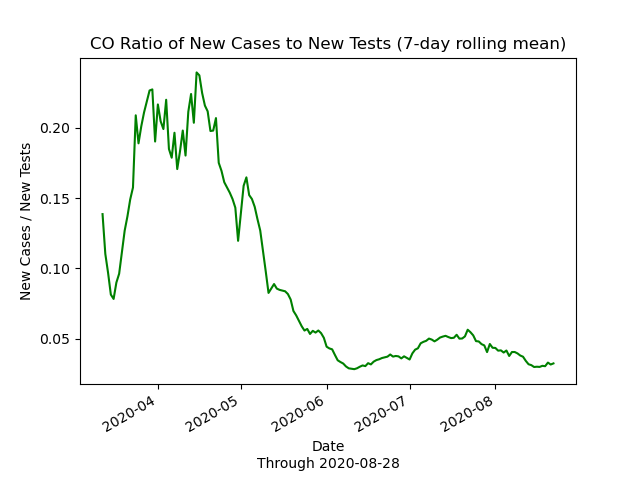 CO Ratio of New Cases to New Tests (7-day rolling mean)
New Cases / New Tests
0.20
0.15
0.10
0.05
2020-04
2020-05
2020-06
2020-07
2020-08
Date
Through 2020-08-28